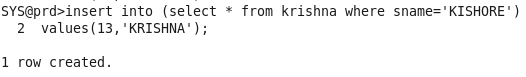 SYS@prd>insert into (select * from krishna where sname='KISHORE')
2 values(13,'KRISHNA');
1 row created.